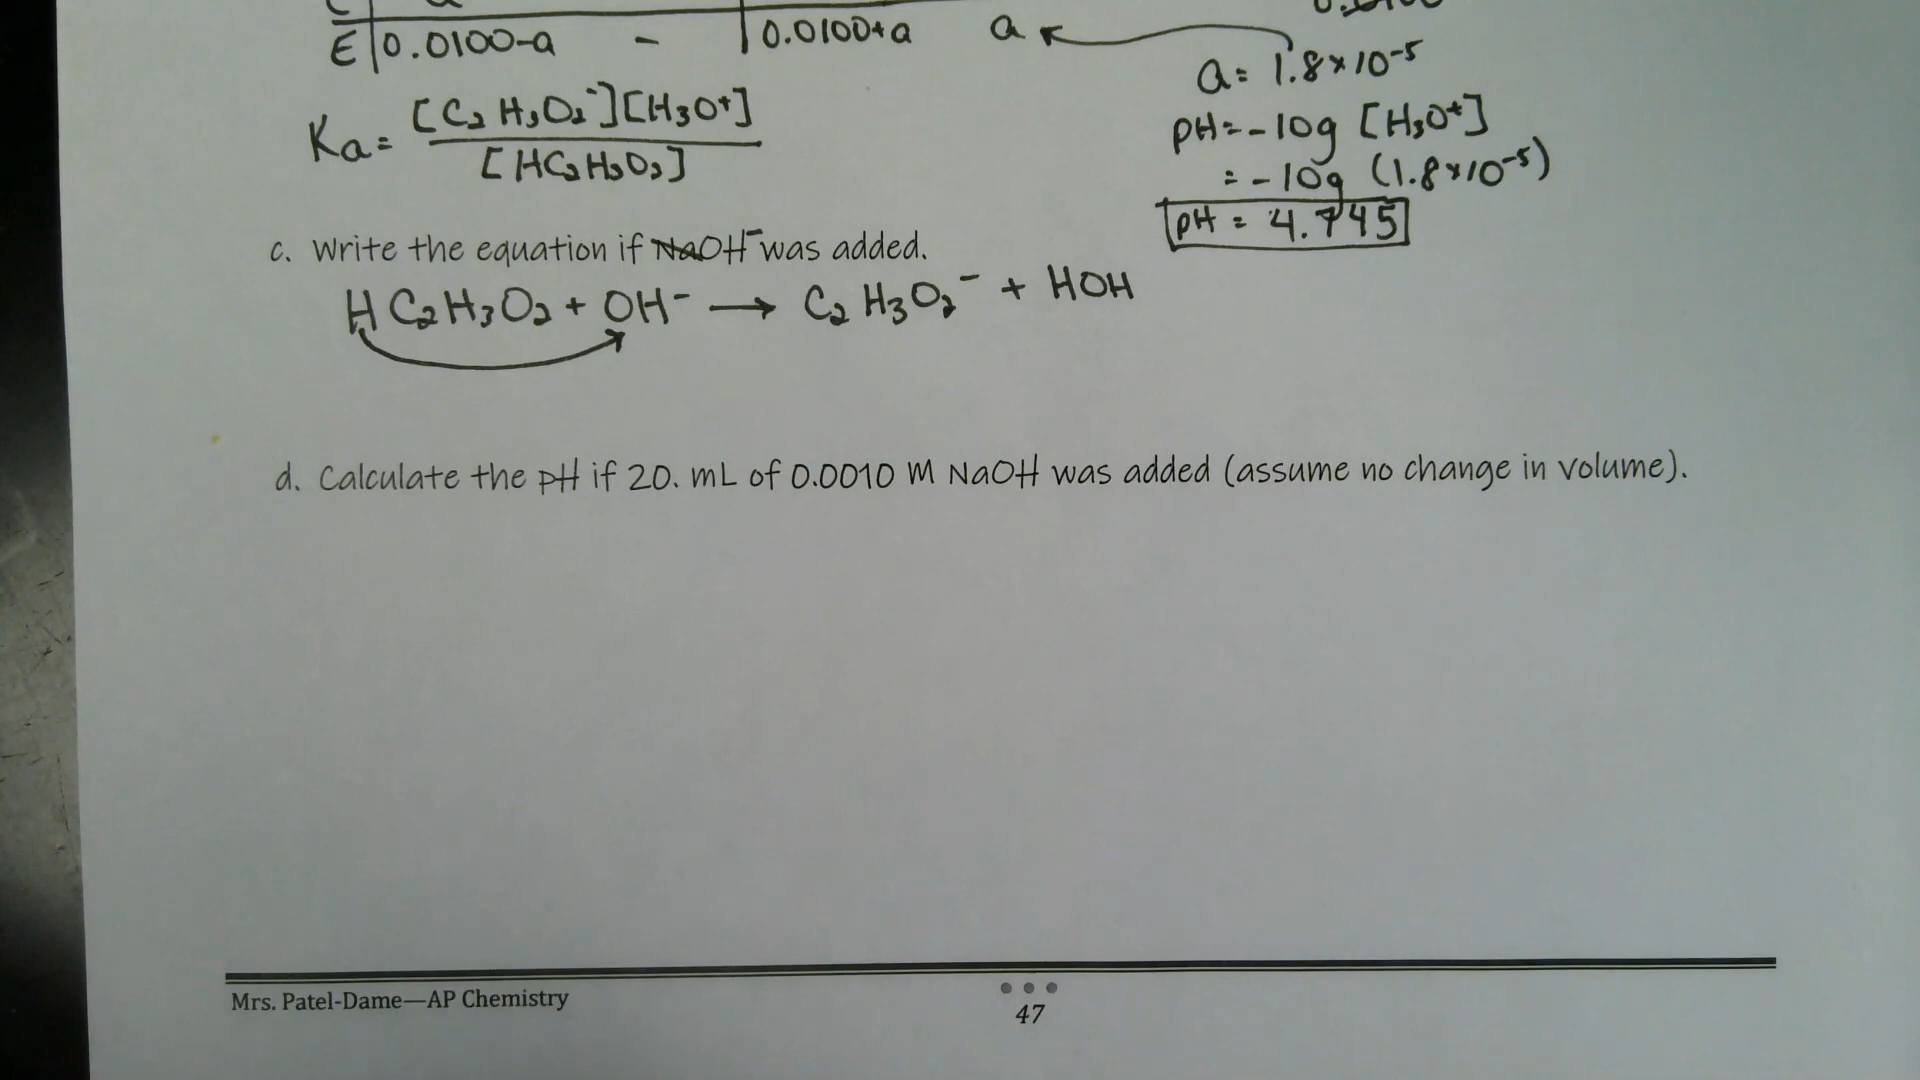 E 0.0100-a - 0.0100+a a
a = 1.8×10⁻⁵
Ka = [C₂H₃O₂⁻][H₃O⁺]
[HC₂H₃O₂]
pH = -log [H₃O⁺]
= -log (1.8×10⁻⁵)
pH = 4.745
c. Write the equation if NaOH⁻ was added.
HC₂H₃O₂ + OH⁻ → C₂H₃O₂⁻ + HOH
d. Calculate the pH if 20. mL of 0.0010 M NaOH was added (assume no change in volume).
Mrs. Patel-Dame—AP Chemistry
47